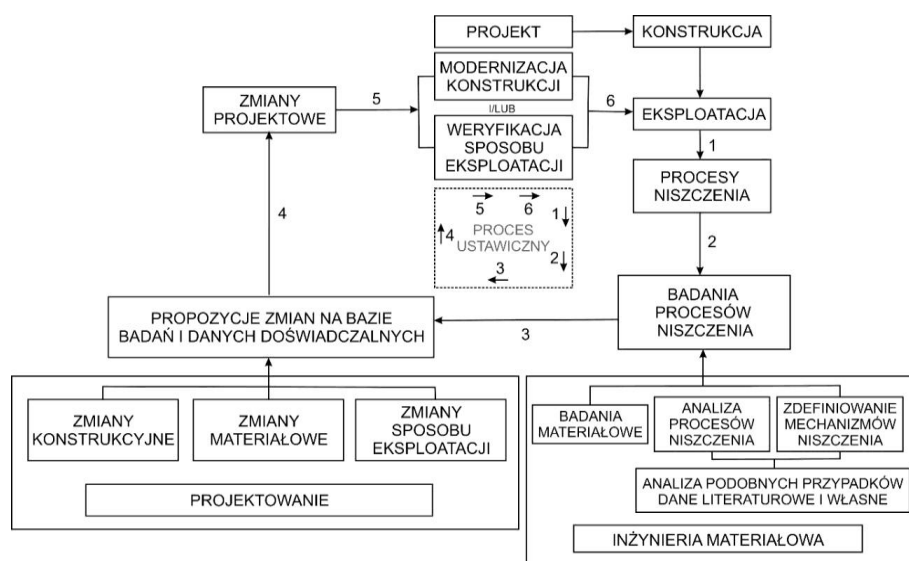 PROJEKT
KONSTRUKCJA
MODERNIZACJA
KONSTRUKCJI
I/LUB
WERYFIKACJA
SPOSOBU
EKSPLOATACJI
ZMIANY
PROJEKTOWE
5
6
EKSPLOATACJA
1
PROCESY
NISZCZENIA
5
6
1
PROCES
USTAWICZNY
4
2
3
4
2
PROPOZYCJE ZMIAN NA BAZIE
BADAŃ I DANYCH DOŚWIADCZALNYCH
3
BADANIA
PROCESÓW
NISZCZENIA
ZMIANY
KONSTRUKCYJNE
ZMIANY
MATERIAŁOWE
ZMIANY
SPOSOBU
EKSPLOATACJI
PROJEKTOWANIE
BADANIA
MATERIAŁOWE
ANALIZA
PROCESÓW
NISZCZENIA
ZDEFINIOWANIE
MECHANIZMÓW
NISZCZENIA
ANALIZA PODOBNYCH PRZYPADKÓW
DANE LITERATUROWE I WŁASNE
INŻYNIERIA MATERIAŁOWA